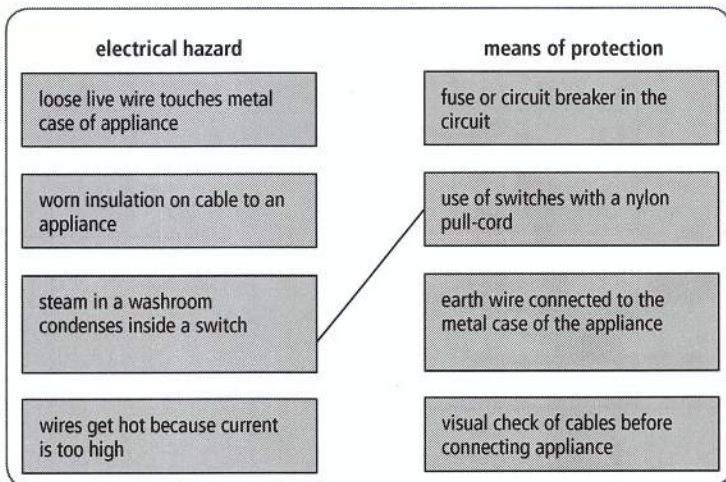 electrical hazard
loose live wire touches metal
case of appliance
worn insulation on cable to an
appliance
steam in a washroom
condenses inside a switch
wires get hot because current
is too high
means of protection
fuse or circuit breaker in the
circuit
use of switches with a nylon
pull-cord
earth wire connected to the
metal case of the appliance
visual check of cables before
connecting appliance